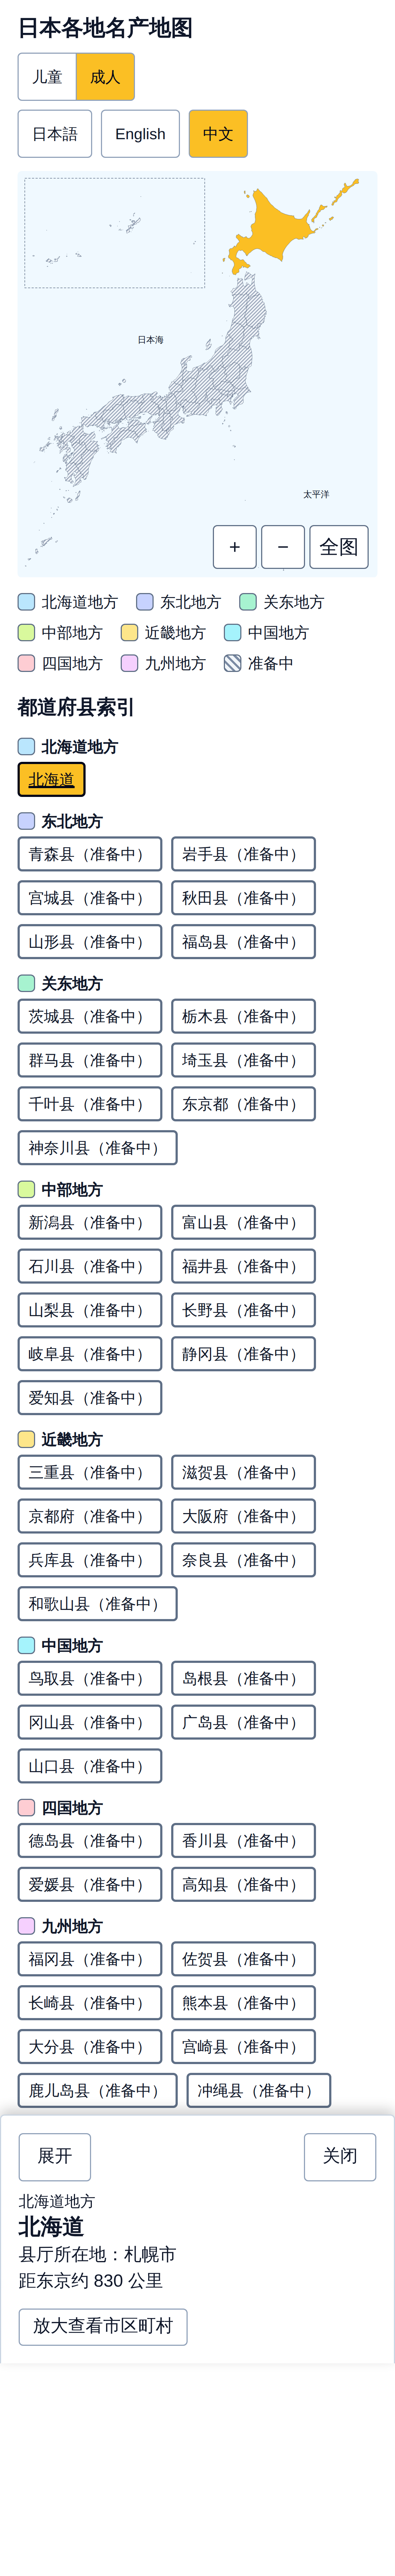 日本各地名产地图
儿童 成人
日本語 English 中文
日本海
太平洋
+ − 全图
北海道地方 东北地方 关东地方
中部地方 近畿地方 中国地方
四国地方 九州地方 准备中
都道府县索引
北海道地方
北海道
东北地方
青森县（准备中） 岩手县（准备中）
宫城县（准备中） 秋田县（准备中）
山形县（准备中） 福岛县（准备中）
关东地方
茨城县（准备中） 栃木县（准备中）
群马县（准备中） 埼玉县（准备中）
千叶县（准备中） 东京都（准备中）
神奈川县（准备中）
中部地方
新潟县（准备中） 富山县（准备中）
石川县（准备中） 福井县（准备中）
山梨县（准备中） 长野县（准备中）
岐阜县（准备中） 静冈县（准备中）
爱知县（准备中）
近畿地方
三重县（准备中） 滋贺县（准备中）
京都府（准备中） 大阪府（准备中）
兵库县（准备中） 奈良县（准备中）
和歌山县（准备中）
中国地方
鸟取县（准备中） 岛根县（准备中）
冈山县（准备中） 广岛县（准备中）
山口县（准备中）
四国地方
德岛县（准备中） 香川县（准备中）
爱媛县（准备中） 高知县（准备中）
九州地方
福冈县（准备中） 佐贺县（准备中）
长崎县（准备中） 熊本县（准备中）
大分县（准备中） 宫崎县（准备中）
鹿儿岛县（准备中） 冲绳县（准备中）
展开 关闭
北海道地方
北海道
县厅所在地：札幌市
距东京约 830 公里
放大查看市区町村